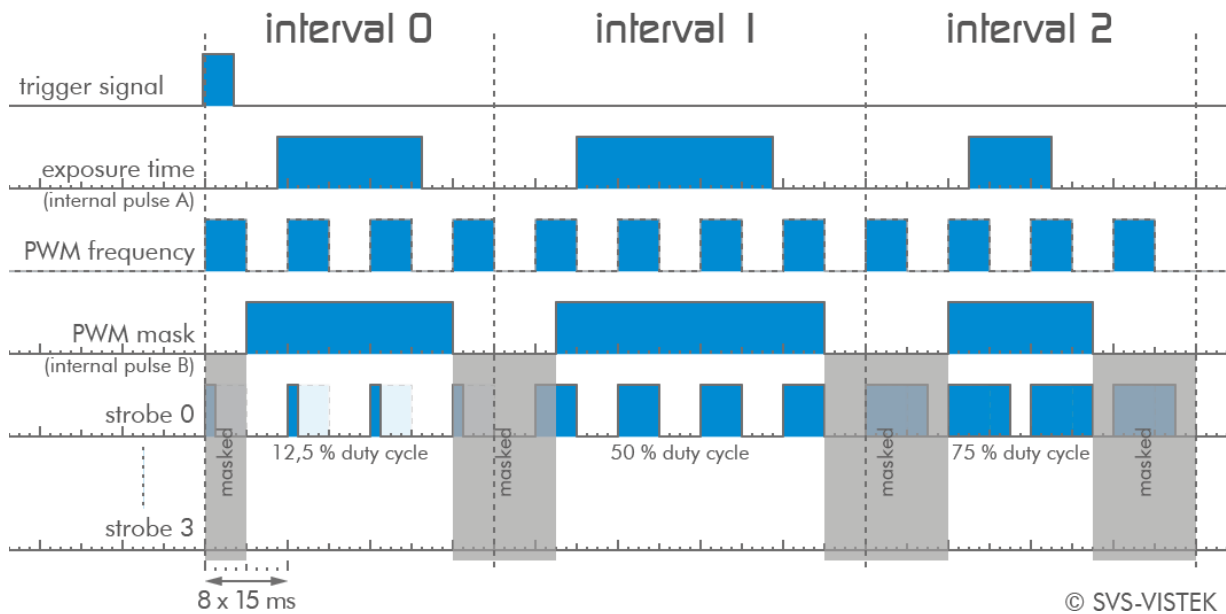 interval 0
interval 1
interval 2
trigger signal
exposure time
(internal pulse A)
PWM frequency
PWM mask
(internal pulse B)
strobe 0
masked
12,5 % duty cycle
masked
50 % duty cycle
masked
75 % duty cycle
masked
strobe 3
8 x 15 ms
© SVS-VISTEK